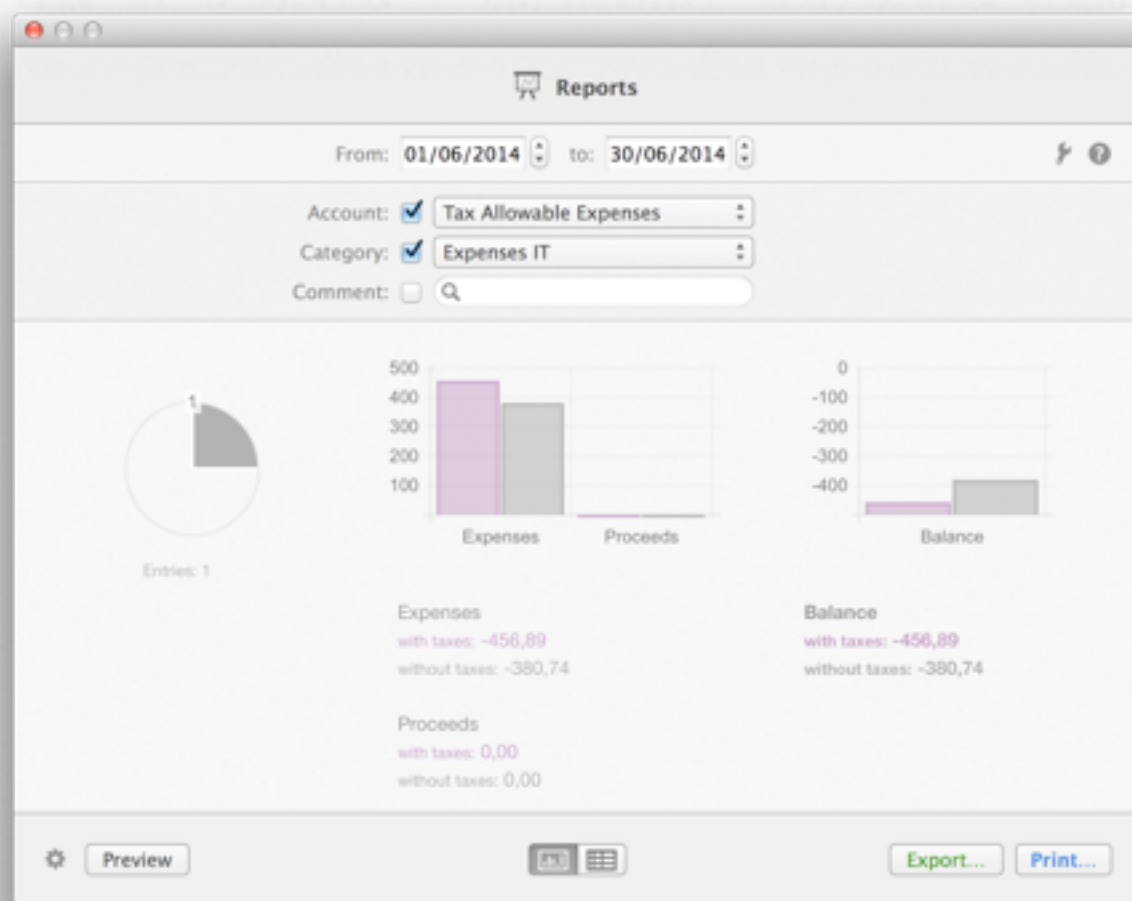 Reports
From: 01/06/2014 to: 30/06/2014
Account: Tax Allowable Expenses
Category: Expenses IT
Comment:
1
Entries: 1
500
400
300
200
100
Expenses Proceeds
0
-100
-200
-300
-400
Balance
Expenses
with taxes: -456,89
without taxes: -380,74
Proceeds
with taxes: 0,00
without taxes: 0,00
Balance
with taxes: -456,89
without taxes: -380,74
Preview
Export...
Print...